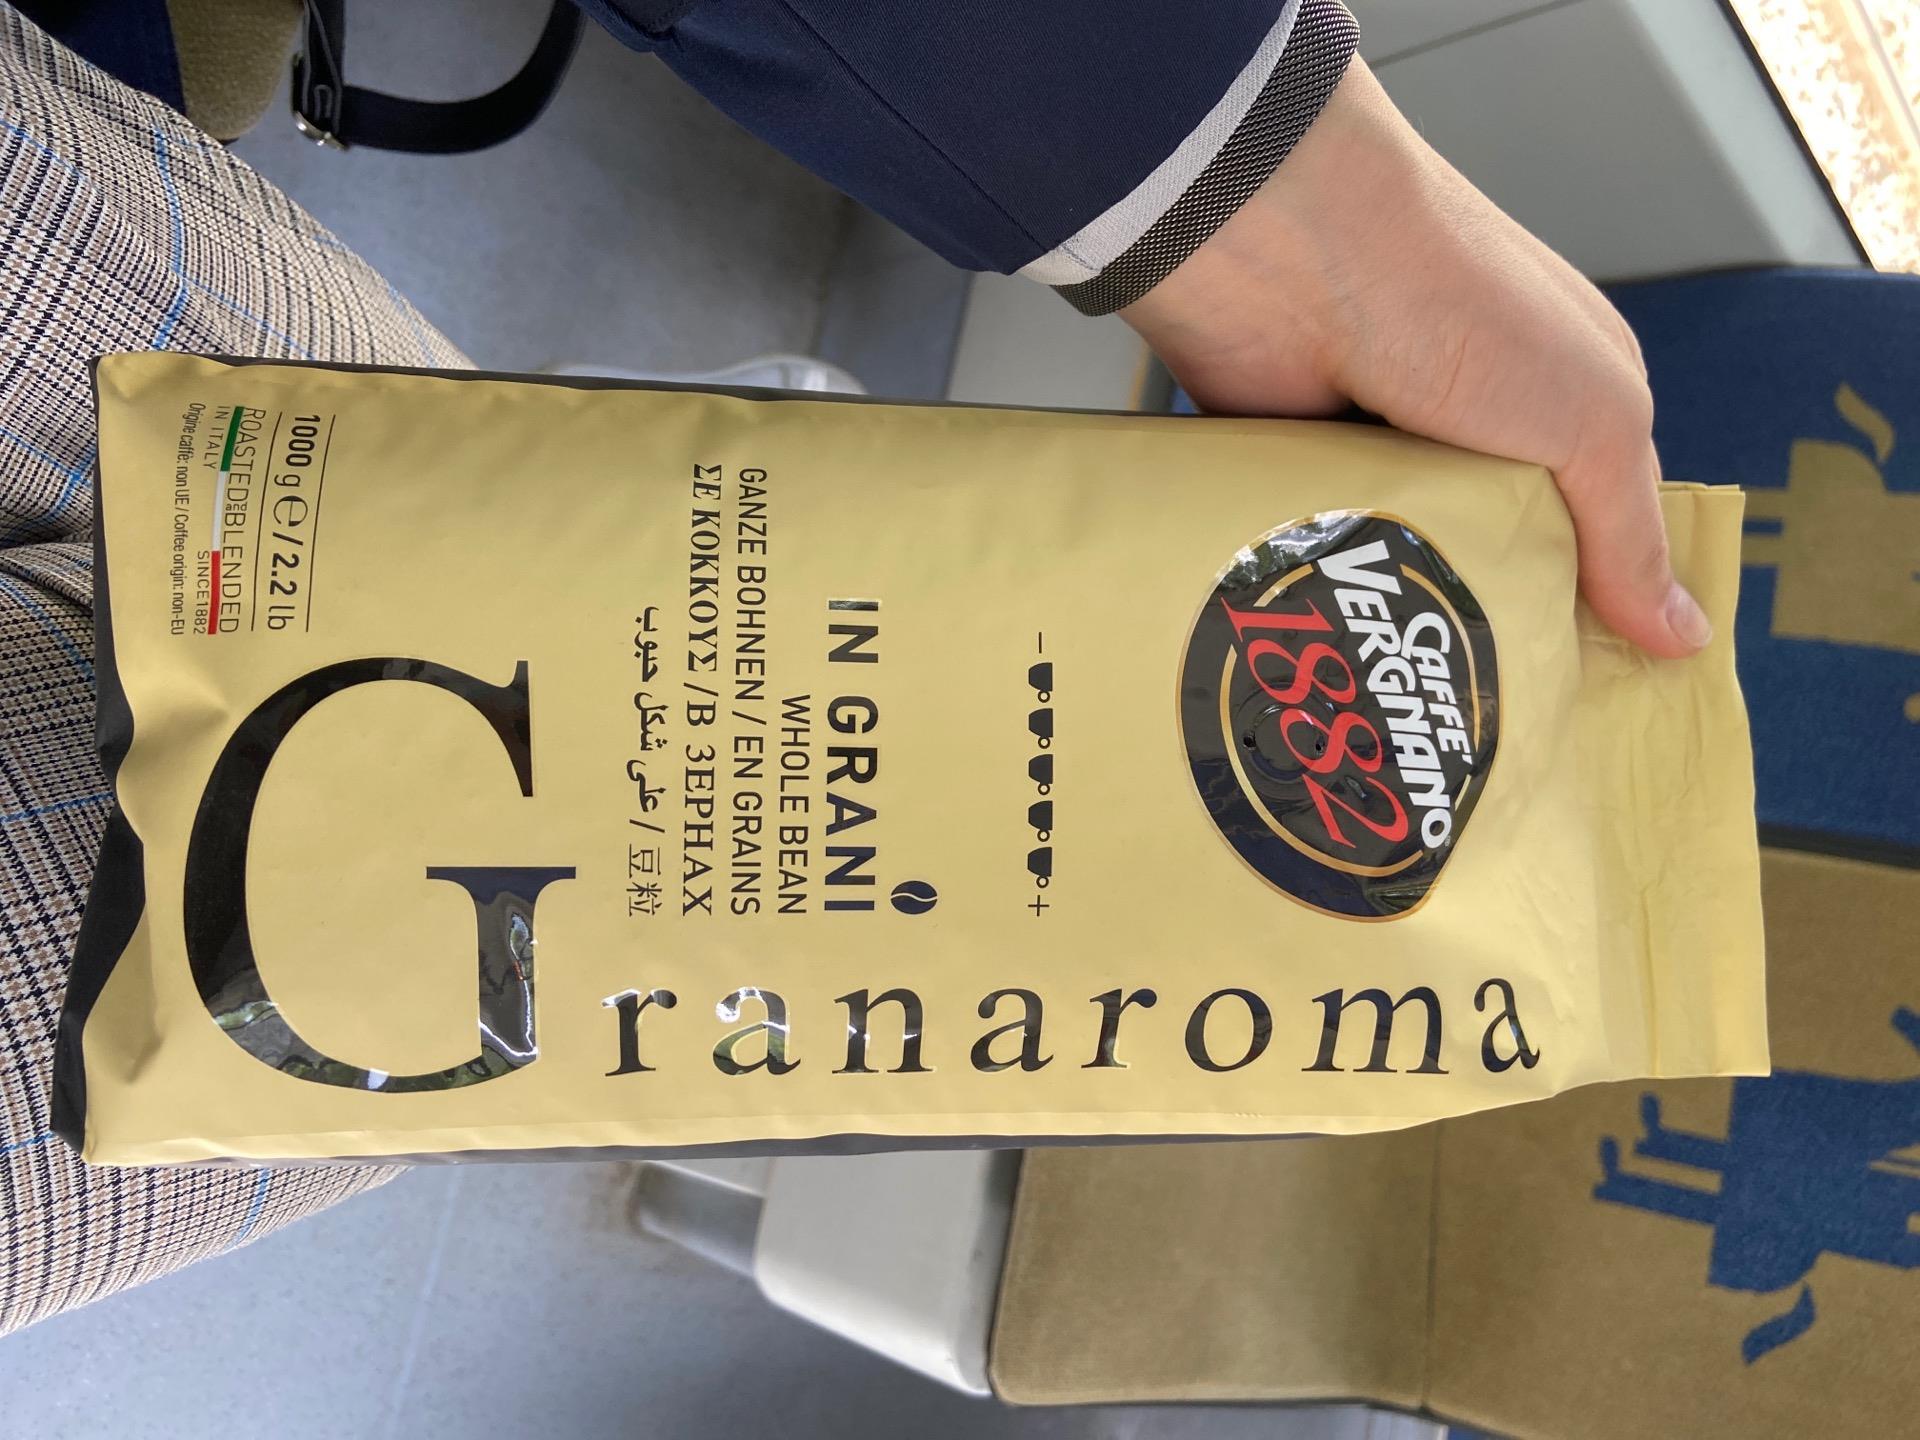 CAFFE'
VERGNANO®
1882
- +
IN GRANI
WHOLE BEAN
GANZE BOHNEN / EN GRAINS
ΣΕ ΚΟΚΚΟΥΣ / В ЗЕРНАХ
على شكل حبوب / 豆粒
Granaroma
1000 g ℮ / 2.2 lb
ROASTED AND BLENDED
IN ITALY SINCE 1882
Origine caffè: non UE / Coffee origin: non-EU